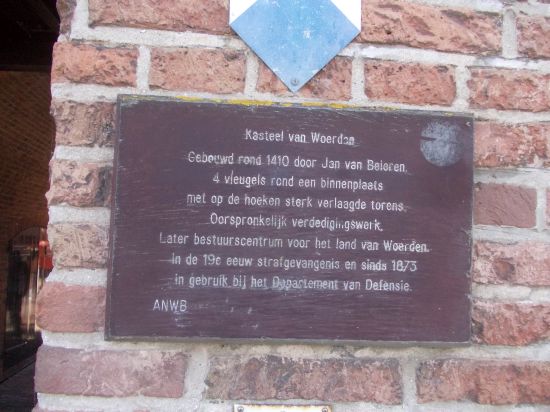 Kasteel van Woerden
Gebouwd rond 1410 door Jan van Beieren.
4 vleugels rond een binnenplaats
met op de hoeken sterk verlaagde torens.
Oorspronkelijk verdedigingswerk.
Later bestuurscentrum voor het land van Woerden.
In de 19e eeuw strafgevangenis en sinds 1873
in gebruik bij het Departement van Defensie.
ANWB